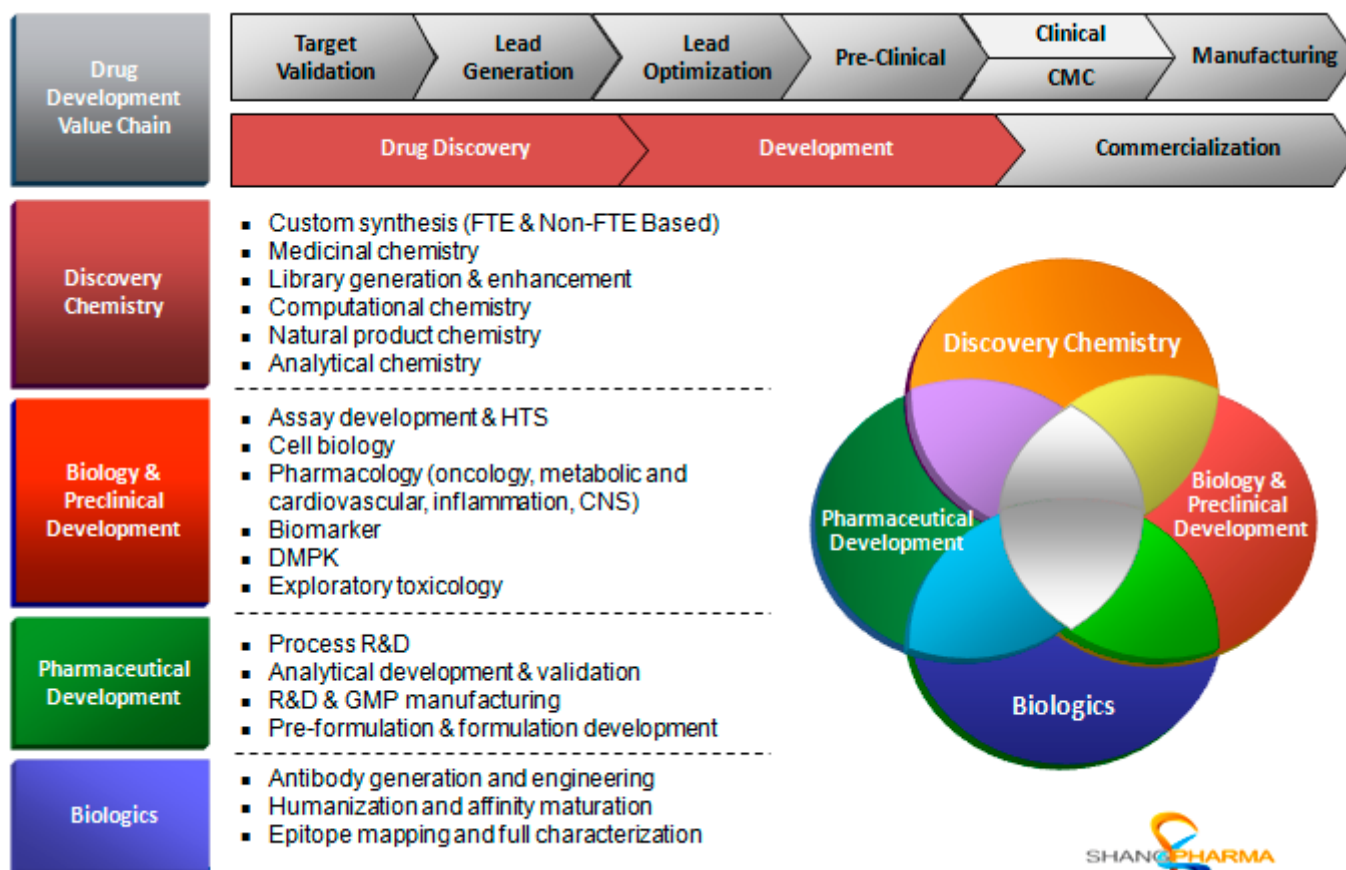 Drug
Development
Value Chain
Target
Validation
Lead
Generation
Lead
Optimization
Pre-Clinical
Clinical
CMC
Manufacturing
Drug Discovery
Development
Commercialization
Discovery
Chemistry
▪ Custom synthesis (FTE & Non-FTE Based)
▪ Medicinal chemistry
▪ Library generation & enhancement
▪ Computational chemistry
▪ Natural product chemistry
▪ Analytical chemistry
Biology &
Preclinical
Development
▪ Assay development & HTS
▪ Cell biology
▪ Pharmacology (oncology, metabolic and
cardiovascular, inflammation, CNS)
▪ Biomarker
▪ DMPK
▪ Exploratory toxicology
Pharmaceutical
Development
▪ Process R&D
▪ Analytical development & validation
▪ R&D & GMP manufacturing
▪ Pre-formulation & formulation development
Biologics
▪ Antibody generation and engineering
▪ Humanization and affinity maturation
▪ Epitope mapping and full characterization
Discovery Chemistry
Pharmaceutical
Development
Biology &
Preclinical
Development
Biologics
SHANGPHARMA